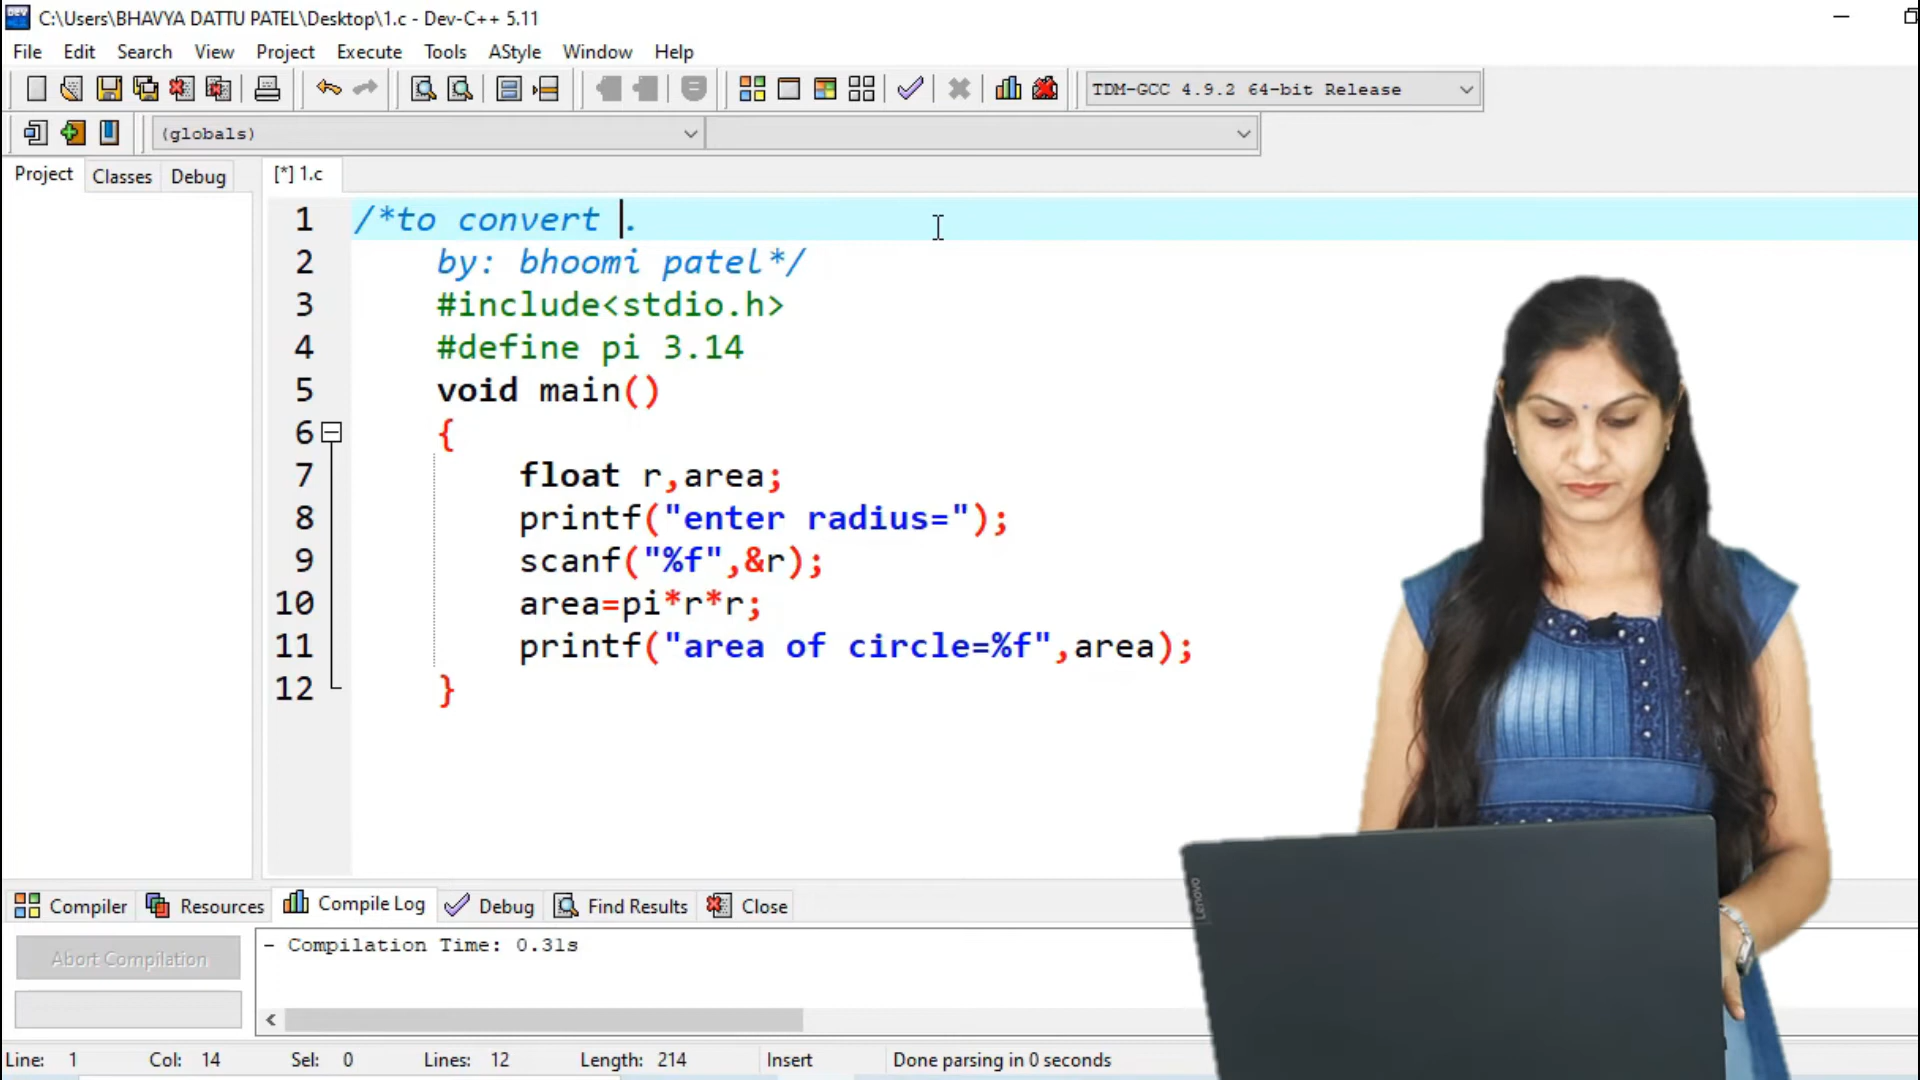 C:\Users\BHAVYA DATTU PATEL\Desktop\1.c - Dev-C++ 5.11
File Edit Search View Project Execute Tools AStyle Window Help
TDM-GCC 4.9.2 64-bit Release
(globals)
Project Classes Debug [*] 1.c
1 /*to convert .
2 by: bhoomi patel*/
3 #include<stdio.h>
4 #define pi 3.14
5 void main()
6 {
7 float r,area;
8 printf("enter radius=");
9 scanf("%f",&r);
10 area=pi*r*r;
11 printf("area of circle=%f",area);
12 }
Compiler Resources Compile Log Debug Find Results Close
Abort Compilation
- Compilation Time: 0.31s
Lenovo
Line: 1 Col: 14 Sel: 0 Lines: 12 Length: 214 Insert Done parsing in 0 seconds